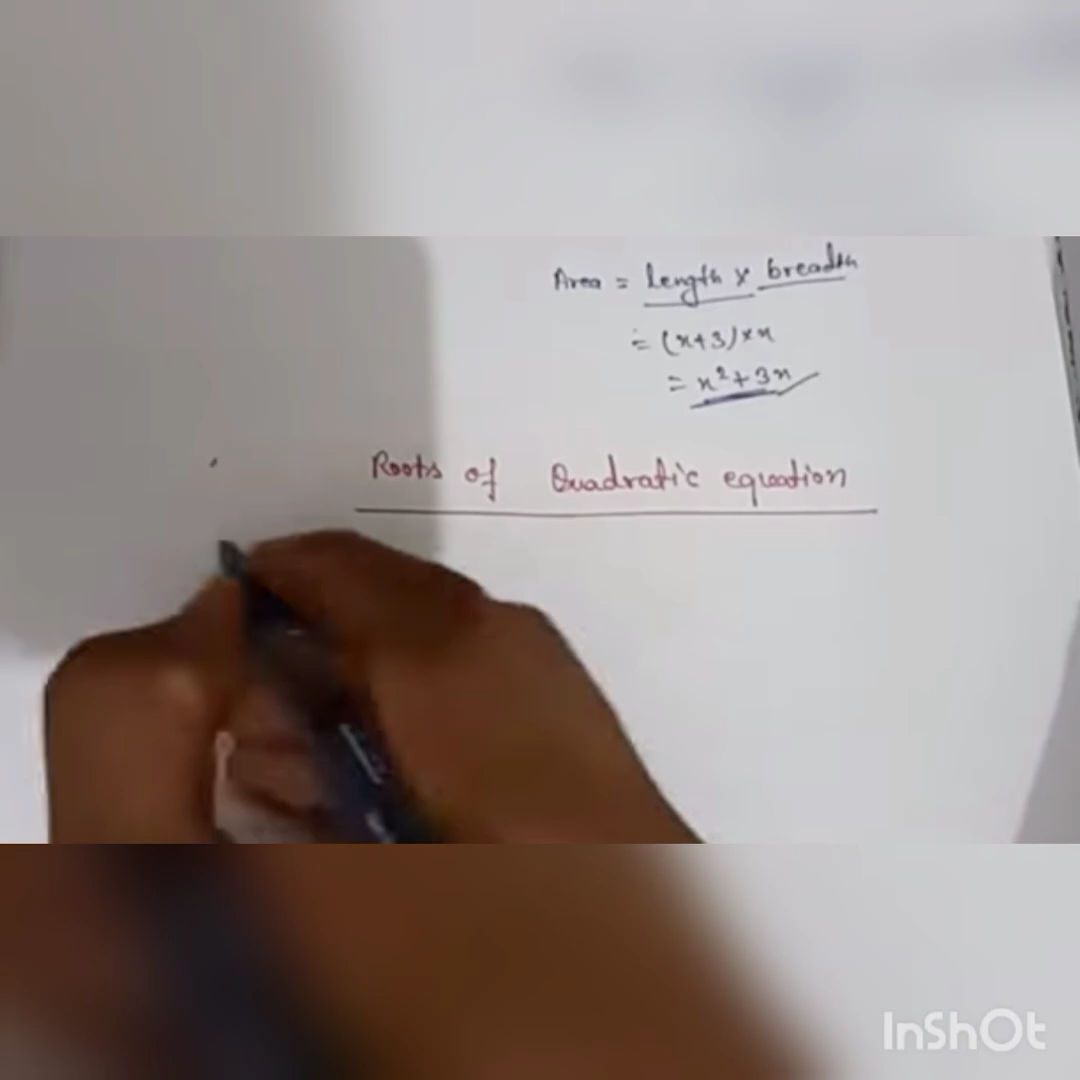 Area = length × breadth
= (x+3)×x
= x²+3x
Roots of Quadratic equation
InShOt